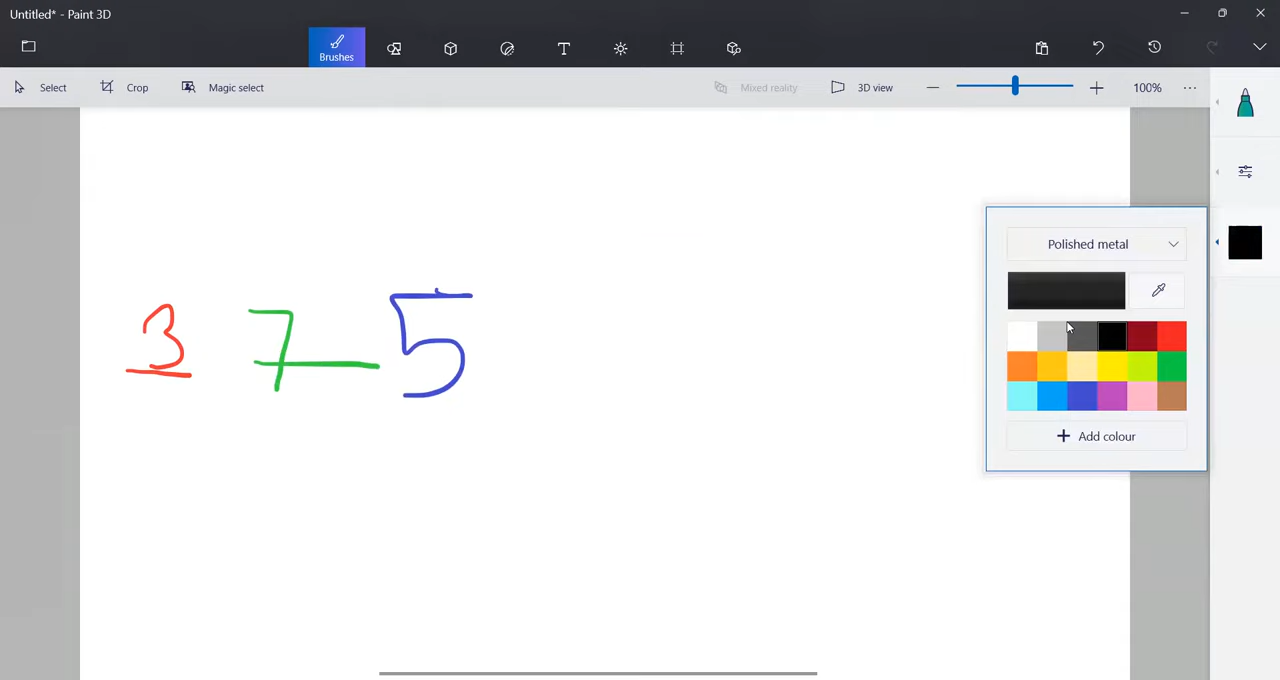 Untitled* - Paint 3D
Brushes
Select Crop Magic select Mixed reality 3D view 100%
Polished metal
3 7 5
Add colour